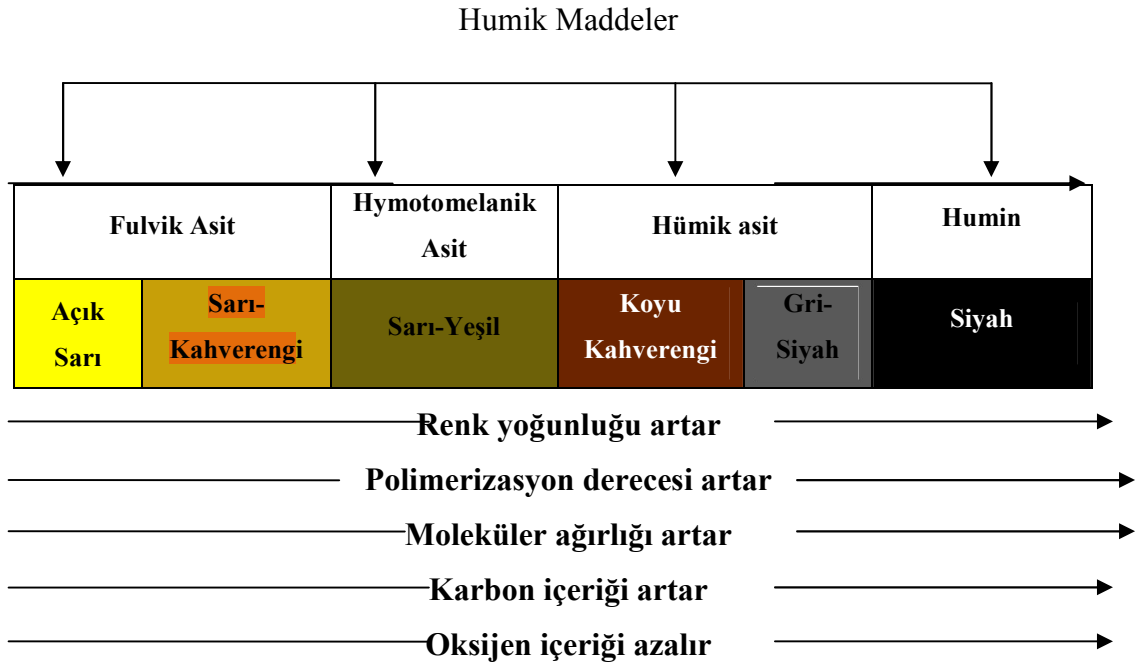 Humik Maddeler
Fulvik Asit
Hymotomelanik
Asit
Hümik asit
Humin
Açık
Sarı
Sarı-
Kahverengi
Sarı-Yeşil
Koyu
Kahverengi
Gri-
Siyah
Siyah
Renk yoğunluğu artar
Polimerizasyon derecesi artar
Moleküler ağırlığı artar
Karbon içeriği artar
Oksijen içeriği azalır